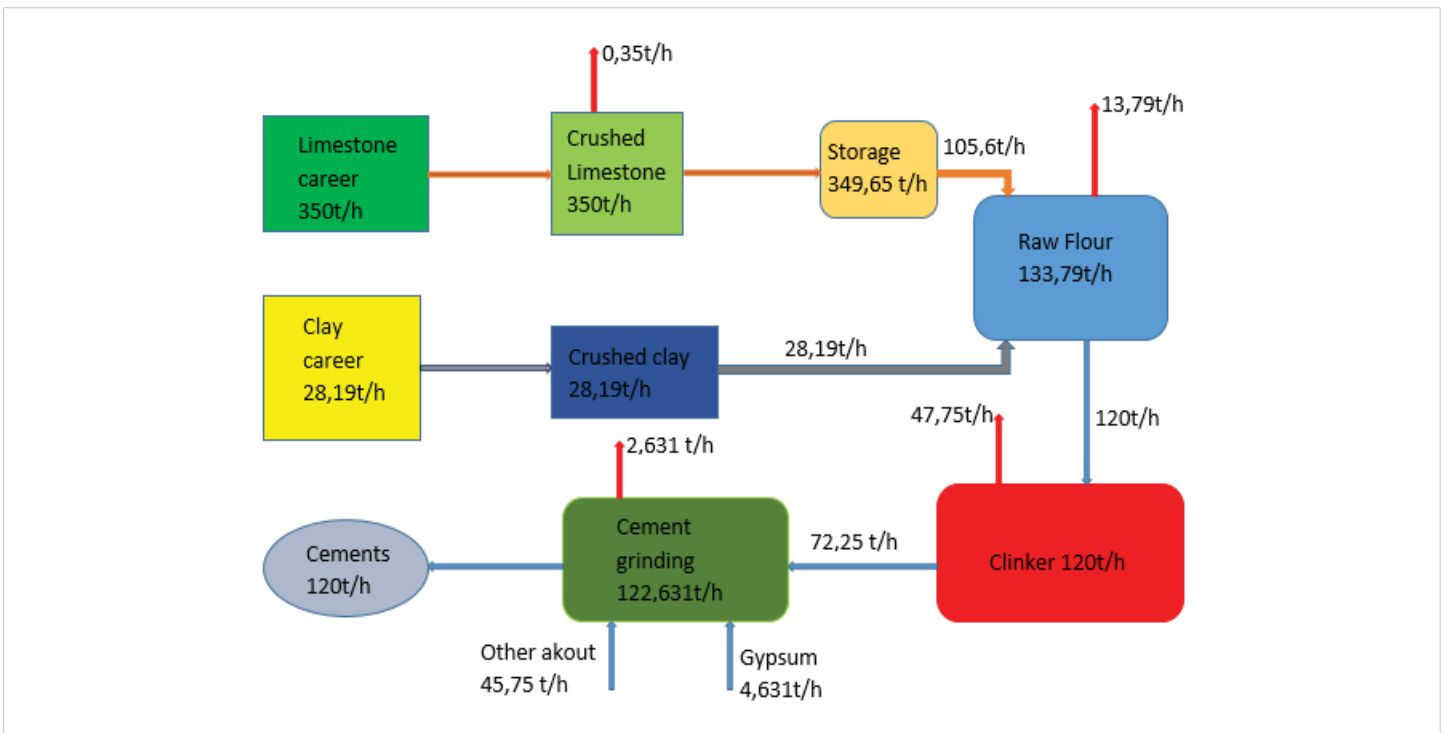 0,35t/h
13,79t/h
Limestone
career
350t/h
Crushed
Limestone
350t/h
Storage
349,65 t/h
105,6t/h
Raw Flour
133,79t/h
Clay
career
28,19t/h
Crushed clay
28,19t/h
28,19t/h
47,75t/h
120t/h
2,631 t/h
Cements
120t/h
Cement
grinding
122,631t/h
72,25 t/h
Clinker 120t/h
Other akout
45,75 t/h
Gypsum
4,631t/h